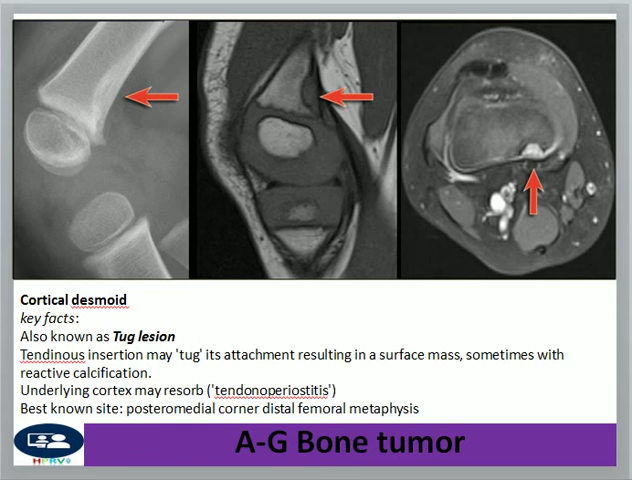 Cortical desmoid
key facts:
Also known as Tug lesion
Tendinous insertion may 'tug' its attachment resulting in a surface mass, sometimes with
reactive calcification.
Underlying cortex may resorb ('tendonoperiostitis')
Best known site: posteromedial corner distal femoral metaphysis
A-G Bone tumor